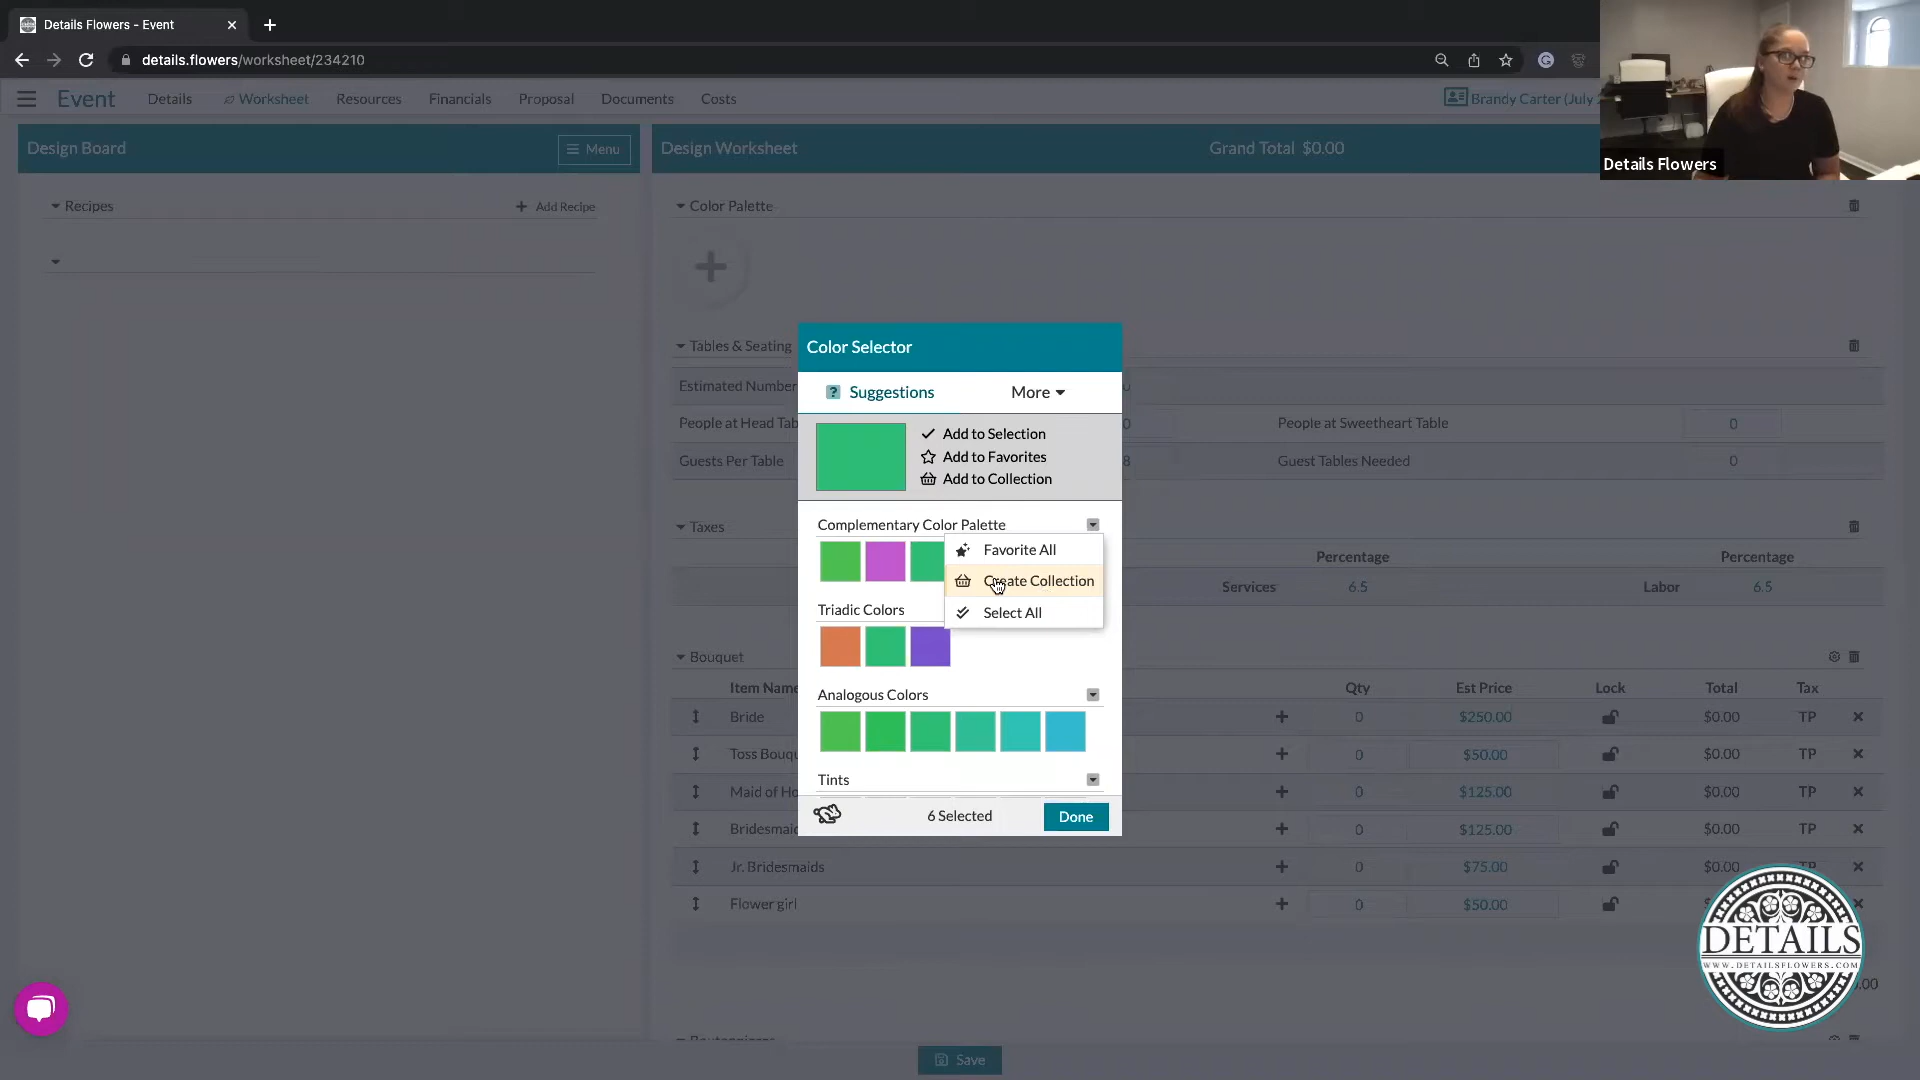 Details Flowers - Event
details.flowers/worksheet/234210
Event Details Worksheet Resources Financials Proposal Documents Costs Brandy Carter (July
Details Flowers
Design Board Menu
Design Worksheet Grand Total $0.00
Recipes Add Recipe
Color Palette
Color Selector
Suggestions More
Add to Selection
Add to Favorites
Add to Collection
Complementary Color Palette
Favorite All
Create Collection
Select All
Triadic Colors
Analogous Colors
Tints
6 Selected Done
Tables & Seating
Estimated Number
People at Head Tab 0 People at Sweetheart Table 0
Guests Per Table 8 Guest Tables Needed 0
Taxes
Percentage Percentage
Services 6.5 Labor 6.5
Bouquet
Item Name Qty Est Price Lock Total Tax
Bride 0 $250.00 $0.00 TP
Toss Bouqu 0 $50.00 $0.00 TP
Maid of Ho 0 $125.00 $0.00 TP
Bridesmaid 0 $125.00 $0.00 TP
Jr. Bridesmaids 0 $75.00 $0.00 TP
Flower girl 0 $50.00
DETAILS
WWW.DETAILSFLOWERS.COM
Save